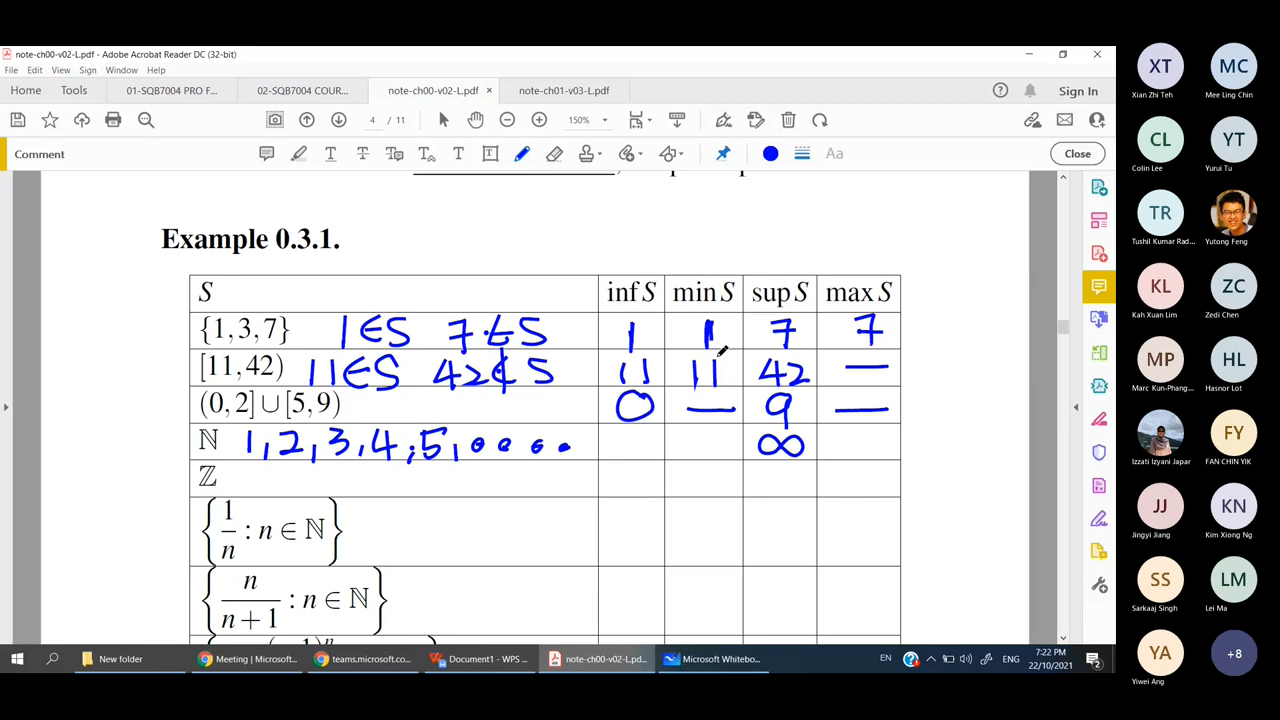 note-ch00-v02-L.pdf - Adobe Acrobat Reader DC (32-bit)
File Edit View Sign Window Help
Home Tools 01-SQB7004 PRO F... 02-SQB7004 COUR... note-ch00-v02-L.pdf × note-ch01-v03-L.pdf Sign In
4 / 11 150%
Comment Aa Close
Example 0.3.1.
S inf S min S sup S max S
{1, 3, 7} 1 ∈ S 7 ∈ S 1 1 7 7
[11, 42) 11 ∈ S 42 ∉ S 11 11 42 —
(0, 2] ∪ [5, 9) 0 — 9 —
ℕ 1, 2, 3, 4, 5, .... ∞
ℤ
{1/n : n ∈ ℕ}
{n/(n+1) : n ∈ ℕ}
New folder Meeting | Microsoft... teams.microsoft.co... Document1 - WPS ... note-ch00-v02-L.pd... Microsoft Whitebo... EN ENG 7:22 PM
22/10/2021 2
XT MC
Xian Zhi Teh Mee Ling Chin
CL YT
Colin Lee Yurui Tu
TR
Tushil Kumar Rad... Yutong Feng
KL ZC
Kah Xuan Lim Zedi Chen
MP HL
Marc Kun-Phang... Hasnor Lot
FY
Izzati Izyani Japar FAN CHIN YIK
JJ KN
Jingyi Jiang Kim Xiong Ng
SS LM
Sarkaaj Singh Lei Ma
YA +8
Yiwei Ang